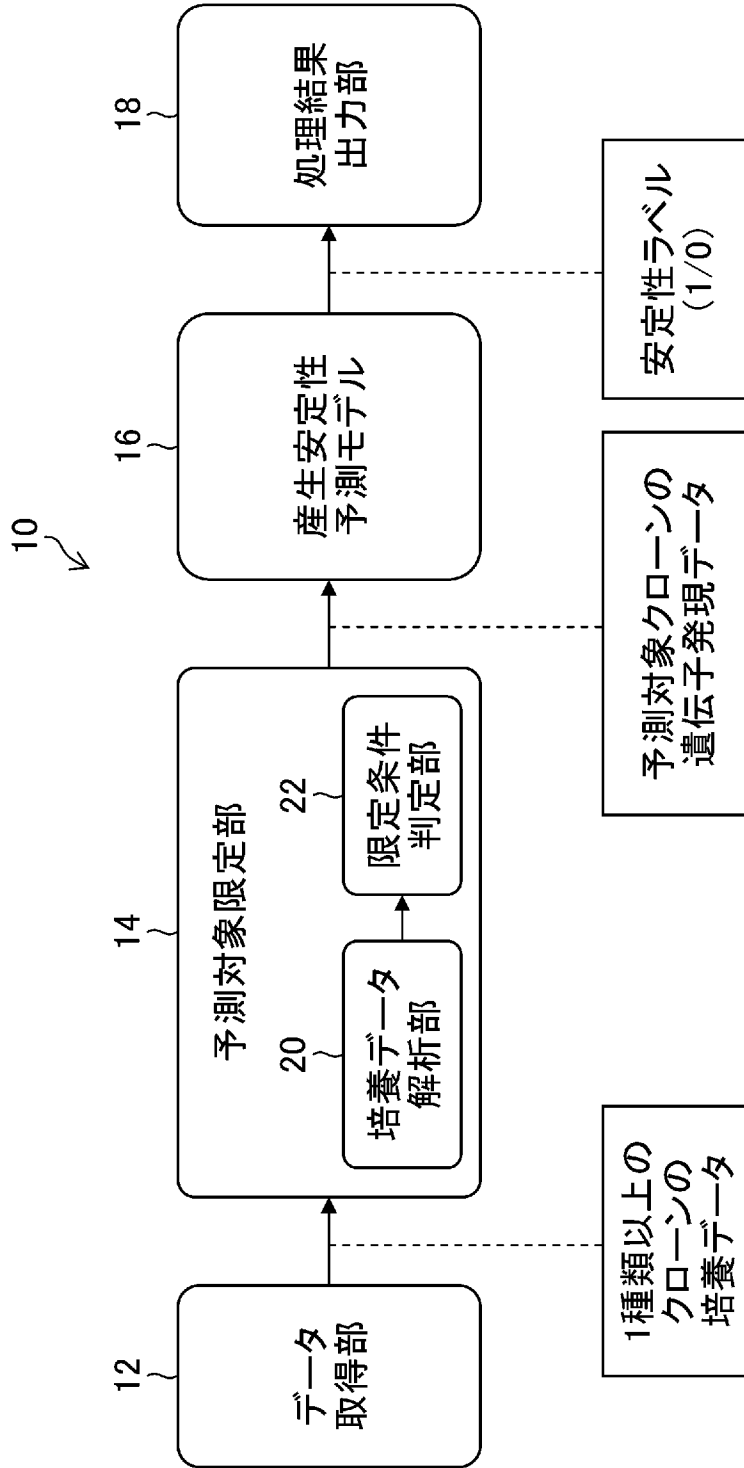 10
12
データ
取得部
14
予測対象限定部
20
培養データ
解析部
22
限定条件
判定部
16
産生安定性
予測モデル
18
処理結果
出力部
1種類以上の
クローンの
培養データ
予測対象クローンの
遺伝子発現データ
安定性ラベル
(1/0)